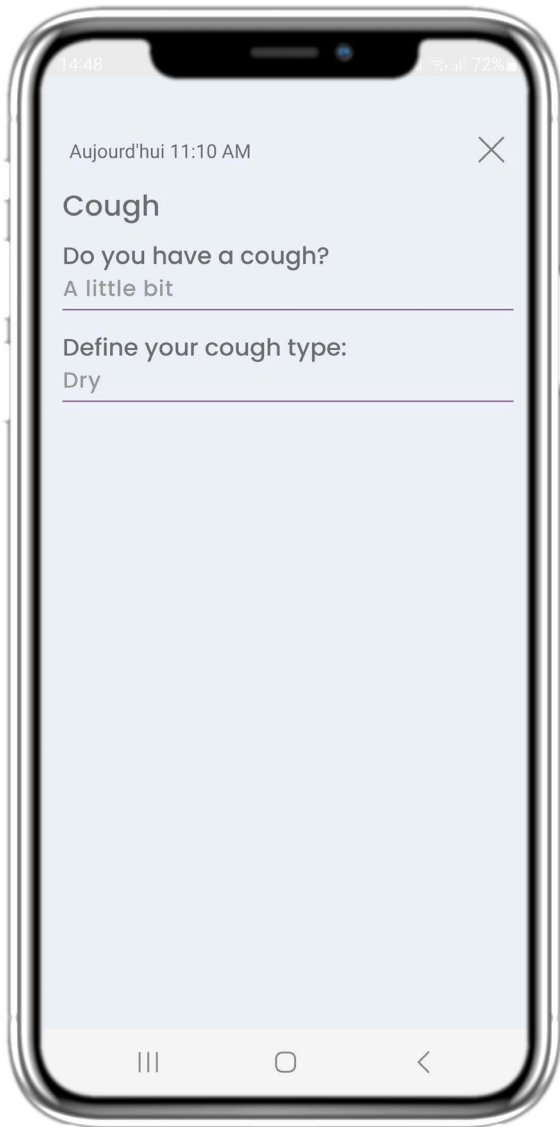 14:48 72%
Aujourd'hui 11:10 AM
Cough
Do you have a cough?
A little bit
Define your cough type:
Dry